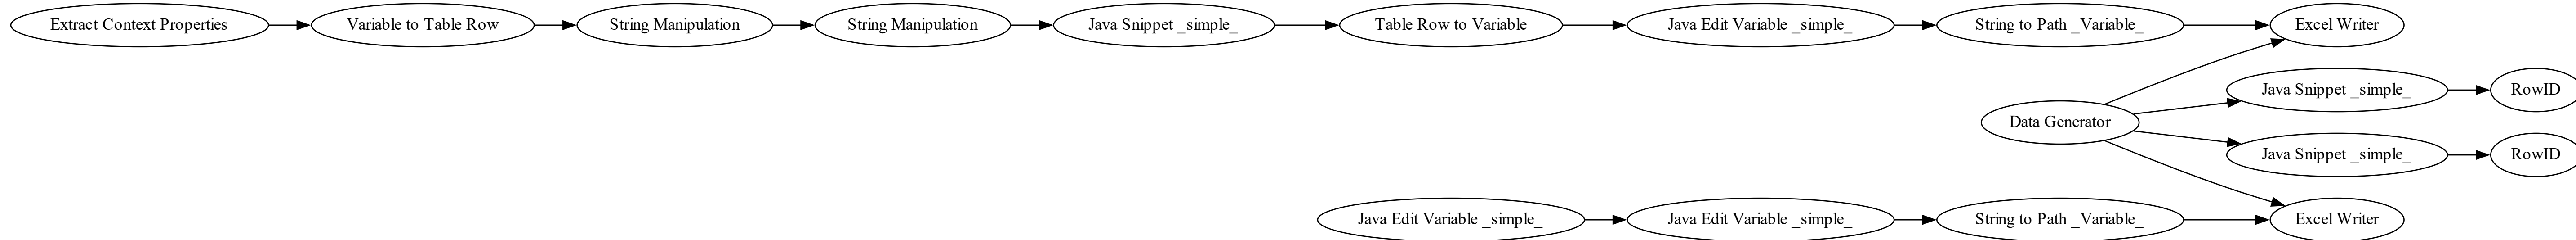 Extract Context Properties
Variable to Table Row
String Manipulation
String Manipulation
Java Snippet _simple_
Table Row to Variable
Java Edit Variable _simple_
String to Path _Variable_
Excel Writer
Java Snippet _simple_
RowID
Data Generator
Java Snippet _simple_
RowID
Java Edit Variable _simple_
Java Edit Variable _simple_
String to Path _Variable_
Excel Writer